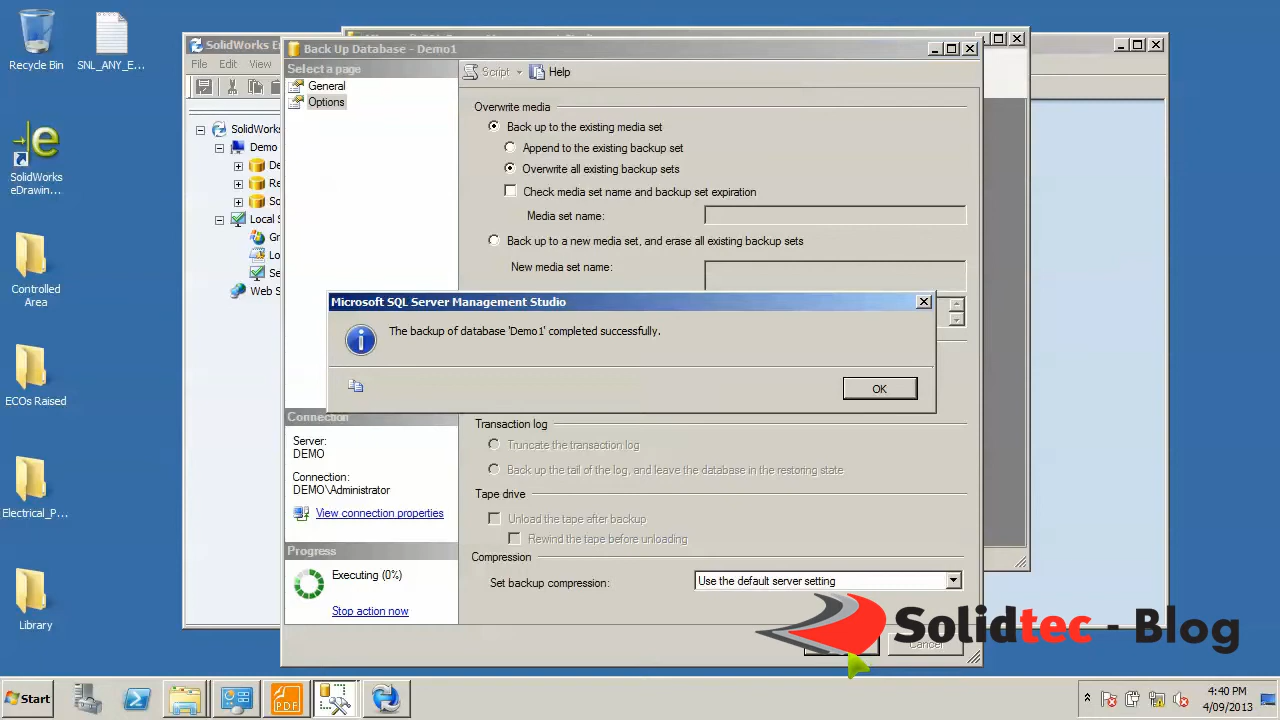 Recycle Bin
SNL_ANY_E...
SolidWorks
eDrawin...
Controlled
Area
ECOs Raised
Electrical_P...
Library
SolidWorks E
File Edit View
SolidWorks
Demo
De
Re
So
Local S
Gr
Lo
Se
Web S
Back Up Database - Demo1
Select a page
General
Options
Script
Help
Overwrite media
Back up to the existing media set
Append to the existing backup set
Overwrite all existing backup sets
Check media set name and backup set expiration
Media set name:
Back up to a new media set, and erase all existing backup sets
New media set name:
Microsoft SQL Server Management Studio
The backup of database 'Demo1' completed successfully.
OK
Connection
Server:
DEMO
Connection:
DEMO\Administrator
View connection properties
Progress
Executing (0%)
Stop action now
Transaction log
Truncate the transaction log
Back up the tail of the log, and leave the database in the restoring state
Tape drive
Unload the tape after backup
Rewind the tape before unloading
Compression
Set backup compression:
Use the default server setting
Cancel
Solidtec - Blog
Start
PDF
4:40 PM
4/09/2013